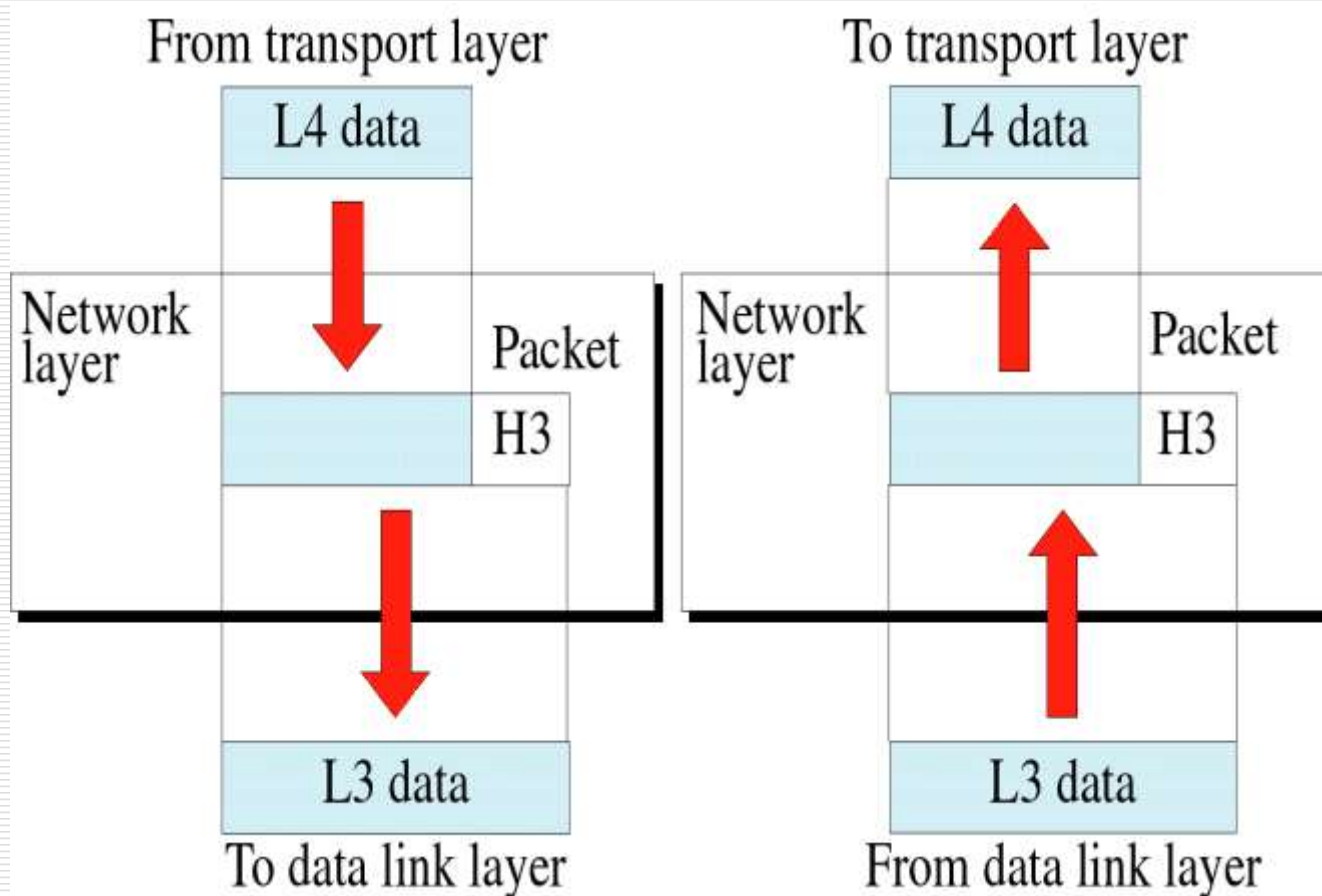 From transport layer
L4 data
Network
layer
Packet
H3
L3 data
To data link layer
To transport layer
L4 data
Network
layer
Packet
H3
L3 data
From data link layer